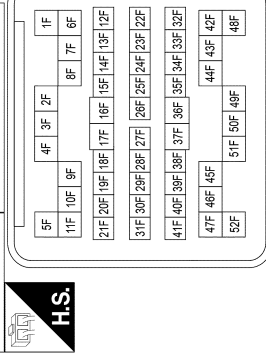 H.S.
5F 4F 3F 2F 1F
11F 10F 9F 8F 7F 6F
21F 20F 19F 18F 17F 16F 15F 14F 13F 12F
31F 30F 29F 28F 27F 26F 25F 24F 23F 22F
41F 40F 39F 38F 37F 36F 35F 34F 33F 32F
47F 46F 45F 44F 43F 42F
52F 51F 50F 49F 48F